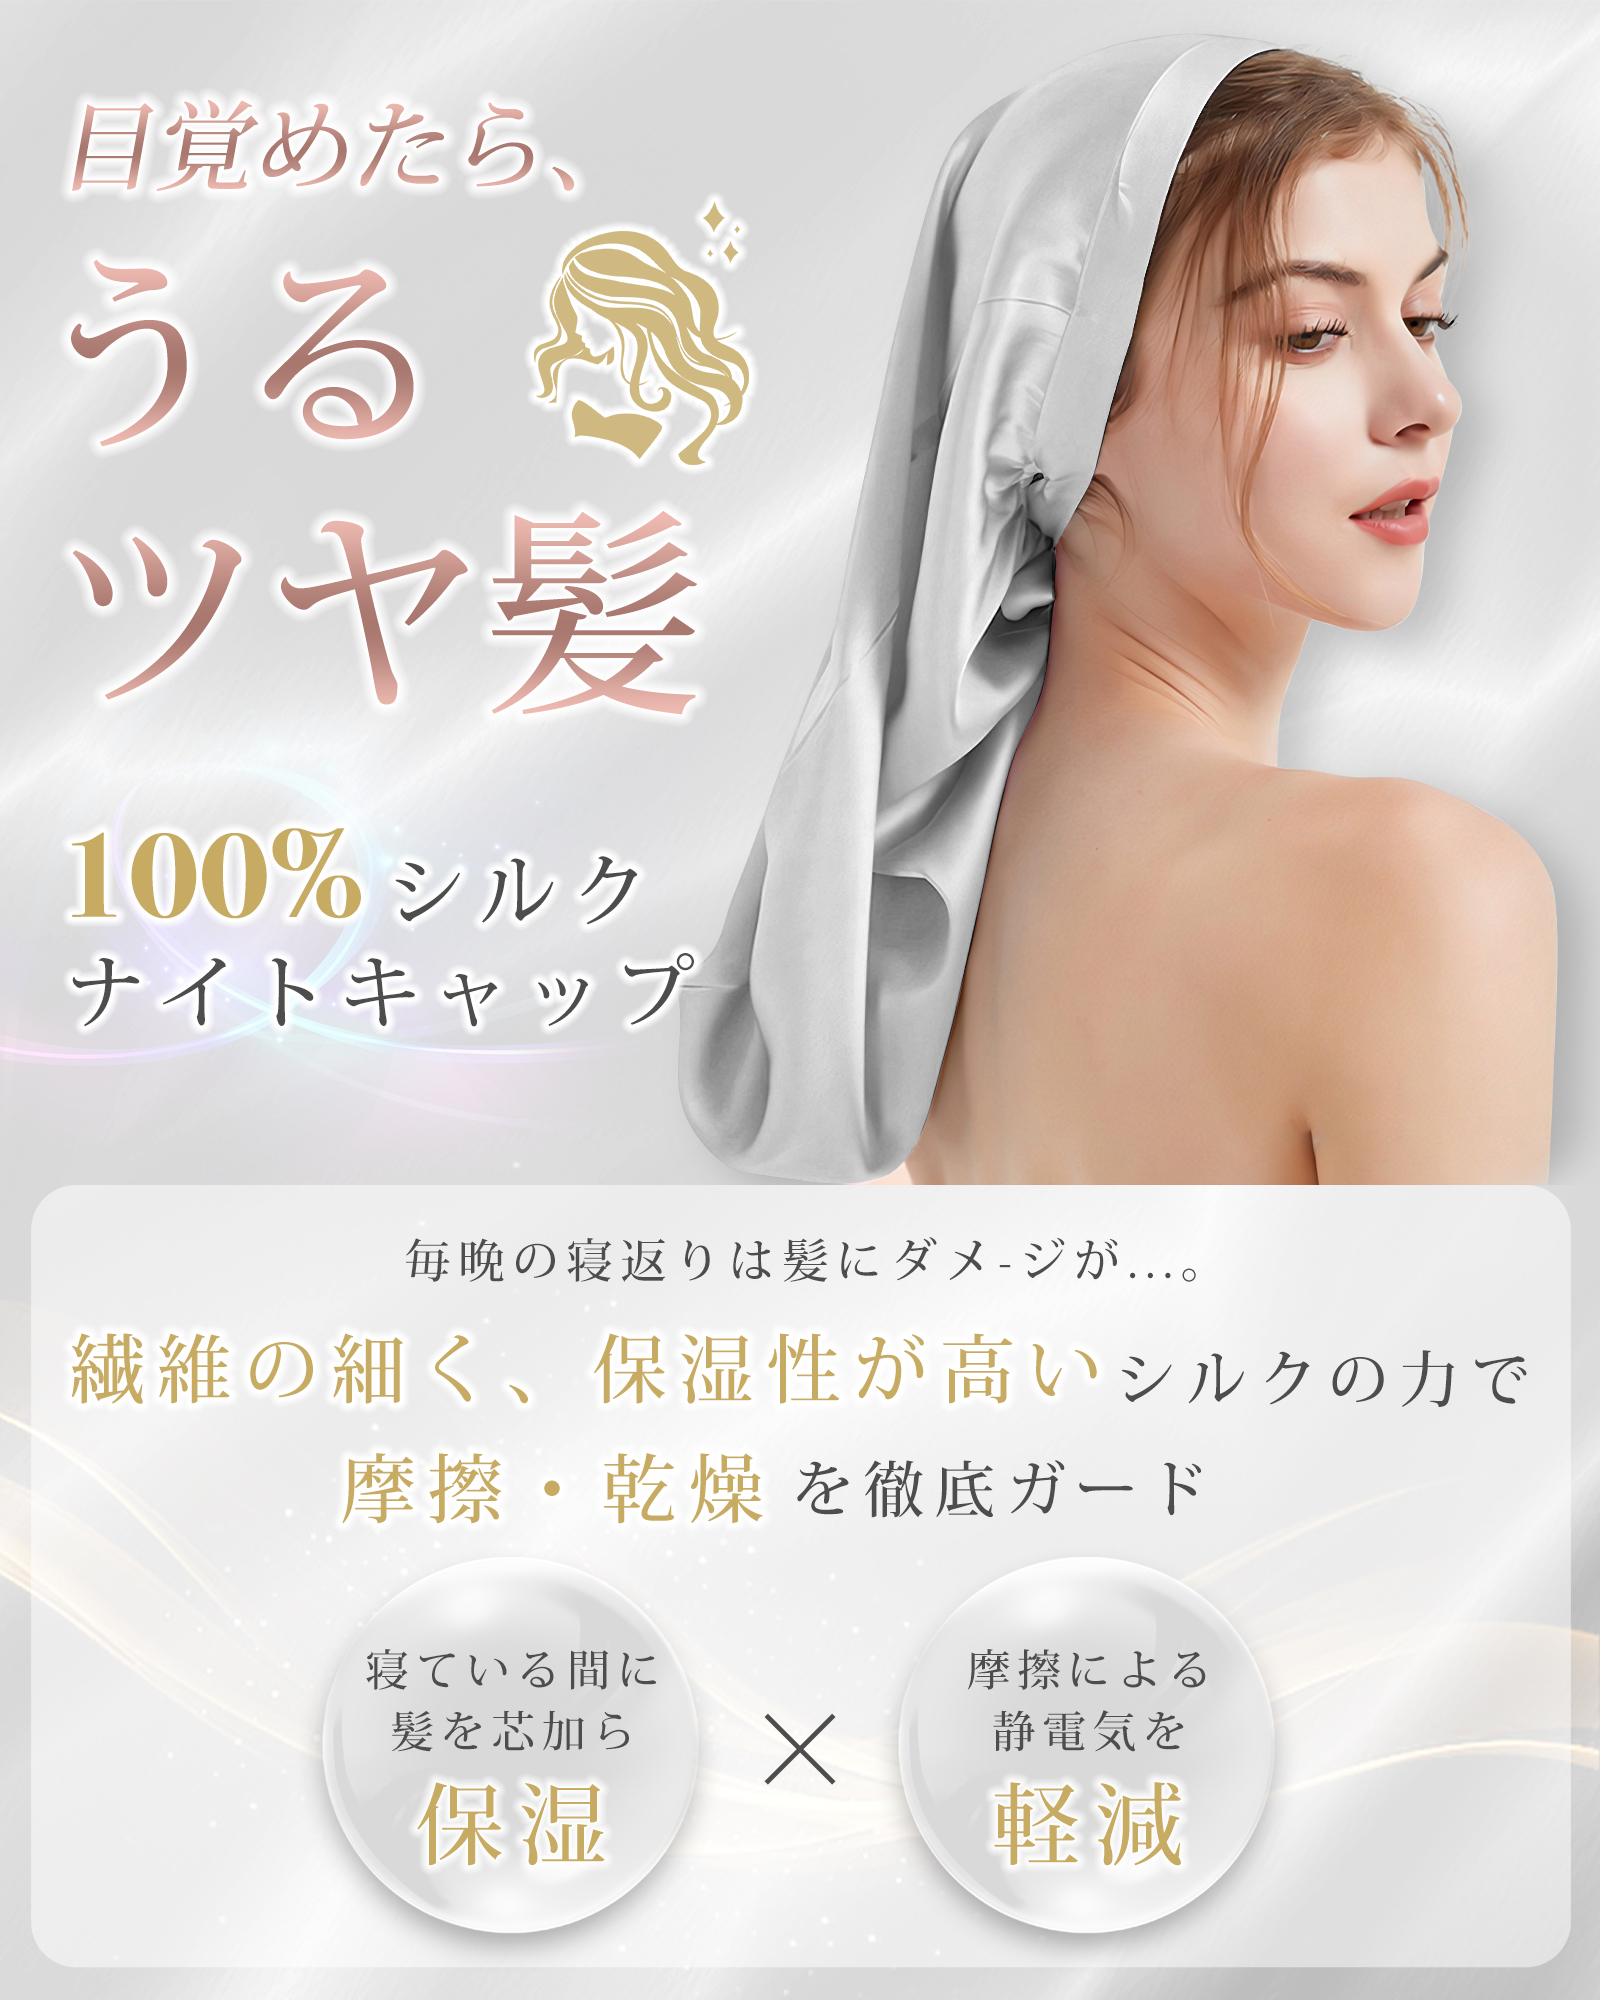 目覚めたら、
うる
ツヤ髪
100% シルク
ナイトキャップ
毎晩の寝返りは髪にダメ-ジが…。
繊維の細く、保湿性が高いシルクの力で
摩擦・乾燥 を徹底ガード
寝ている間に
髪を芯加ら
保湿
×
摩擦による
静電気を
軽減